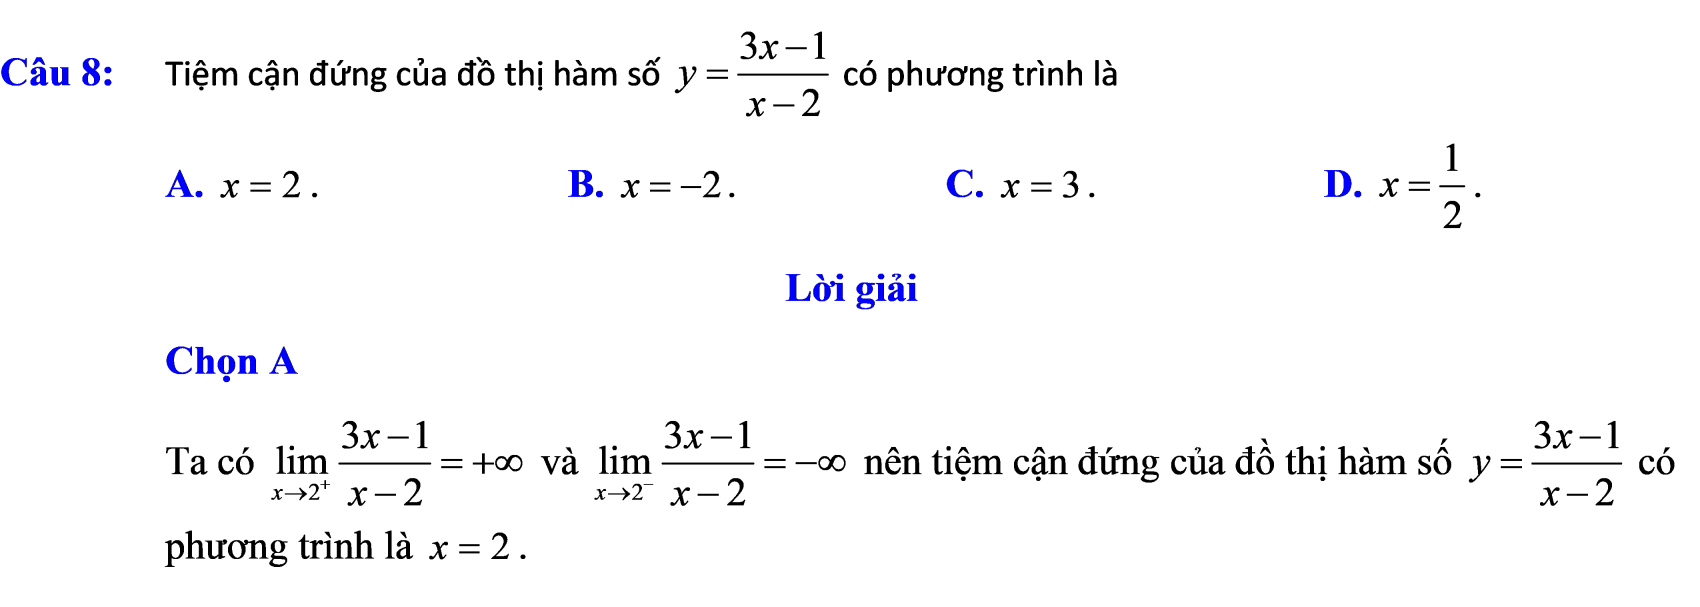 Câu 8: Tiệm cận đứng của đồ thị hàm số $y=\frac{3x-1}{x-2}$ có phương trình là
A. $x=2$. B. $x=-2$. C. $x=3$. D. $x=\frac{1}{2}$.
Lời giải
Chọn A
Ta có $\lim_{x\to 2^+}\frac{3x-1}{x-2}=+\infty$ và $\lim_{x\to 2^-}\frac{3x-1}{x-2}=-\infty$ nên tiệm cận đứng của đồ thị hàm số $y=\frac{3x-1}{x-2}$ có
phương trình là $x=2$.